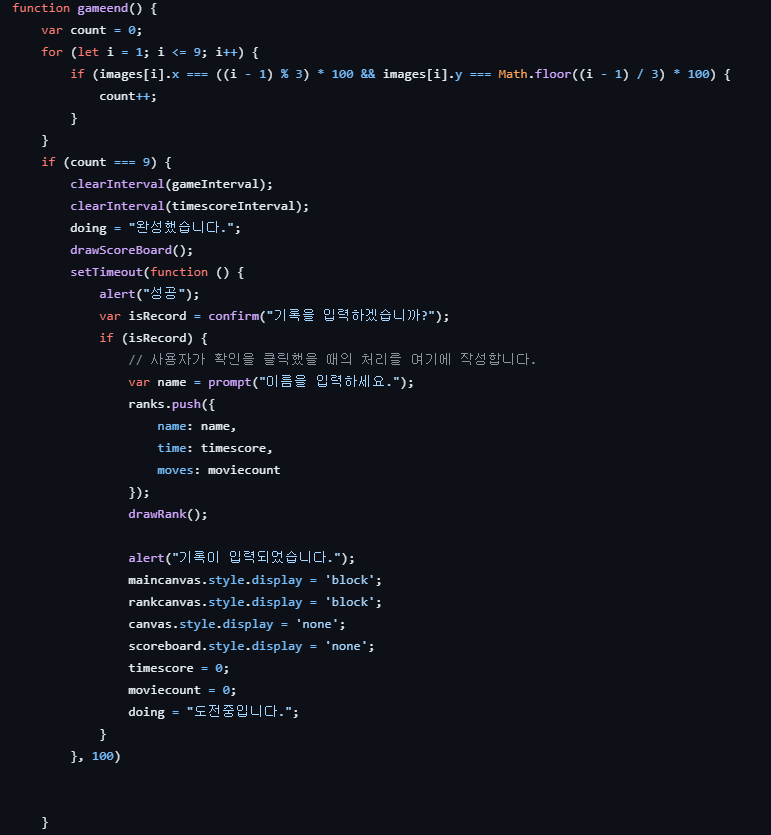 function gameend() {
    var count = 0;
    for (let i = 1; i <= 9; i++) {
        if (images[i].x === ((i - 1) % 3) * 100 && images[i].y === Math.floor((i - 1) / 3) * 100) {
            count++;
        }
    }
    if (count === 9) {
        clearInterval(gameInterval);
        clearInterval(timescoreInterval);
        doing = "완성했습니다.";
        drawScoreBoard();
        setTimeout(function () {
            alert("성공");
            var isRecord = confirm("기록을 입력하겠습니까?");
            if (isRecord) {
                // 사용자가 확인을 클릭했을 때의 처리를 여기에 작성합니다.
                var name = prompt("이름을 입력하세요.");
                ranks.push({
                    name: name,
                    time: timescore,
                    moves: moviecount
                });
                drawRank();
                alert("기록이 입력되었습니다.");
                maincanvas.style.display = 'block';
                rankcanvas.style.display = 'block';
                canvas.style.display = 'none';
                scoreboard.style.display = 'none';
                timescore = 0;
                moviecount = 0;
                doing = "도전중입니다.";
            }
        }, 100)
    }